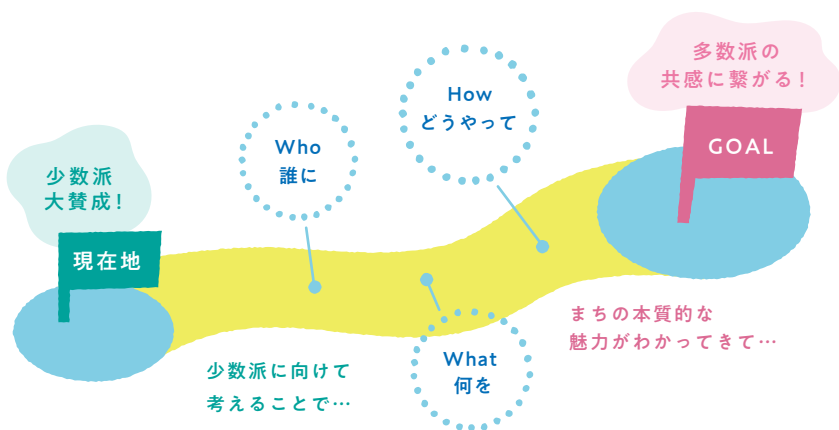 少数派
大賛成！
現在地
Who
誰に
How
どうやって
What
何を
少数派に向けて
考えることで…
まちの本質的な
魅力がわかってきて…
多数派の
共感に繋がる！
GOAL